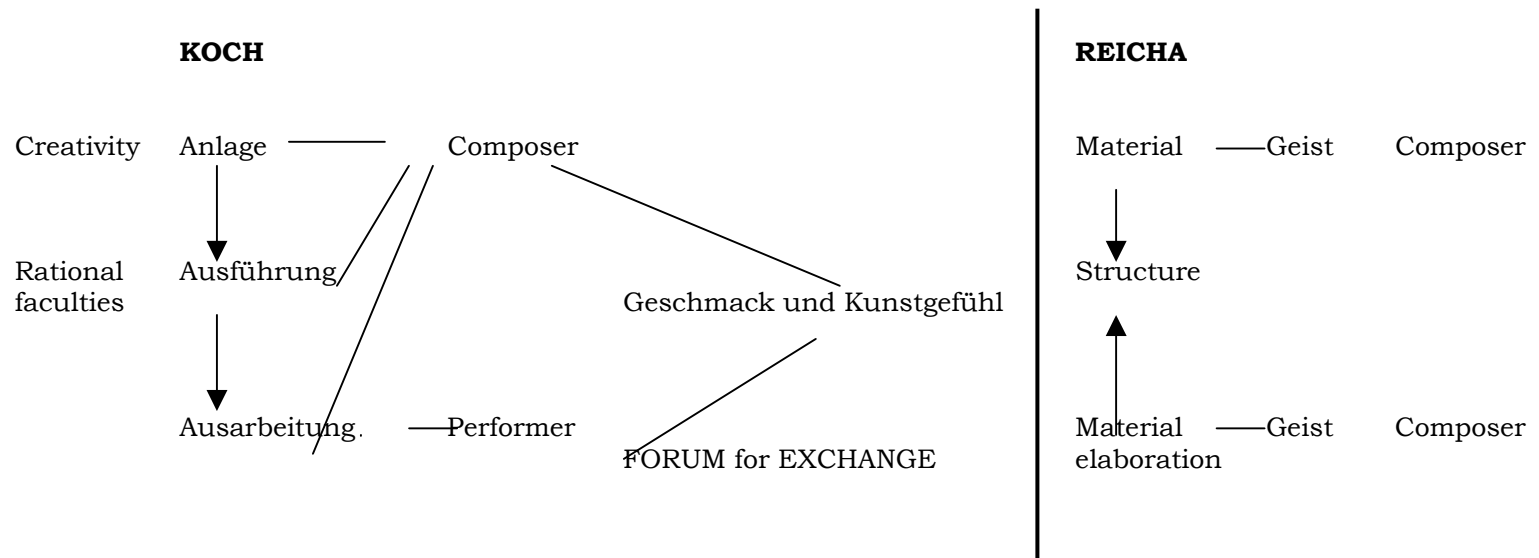 KOCH
REICHA
Creativity Anlage Composer
Material Geist Composer
Rational
faculties
Ausführung
Geschmack und Kunstgefühl
Structure
Ausarbeitung. Performer
FORUM for EXCHANGE
Material
elaboration
Geist Composer